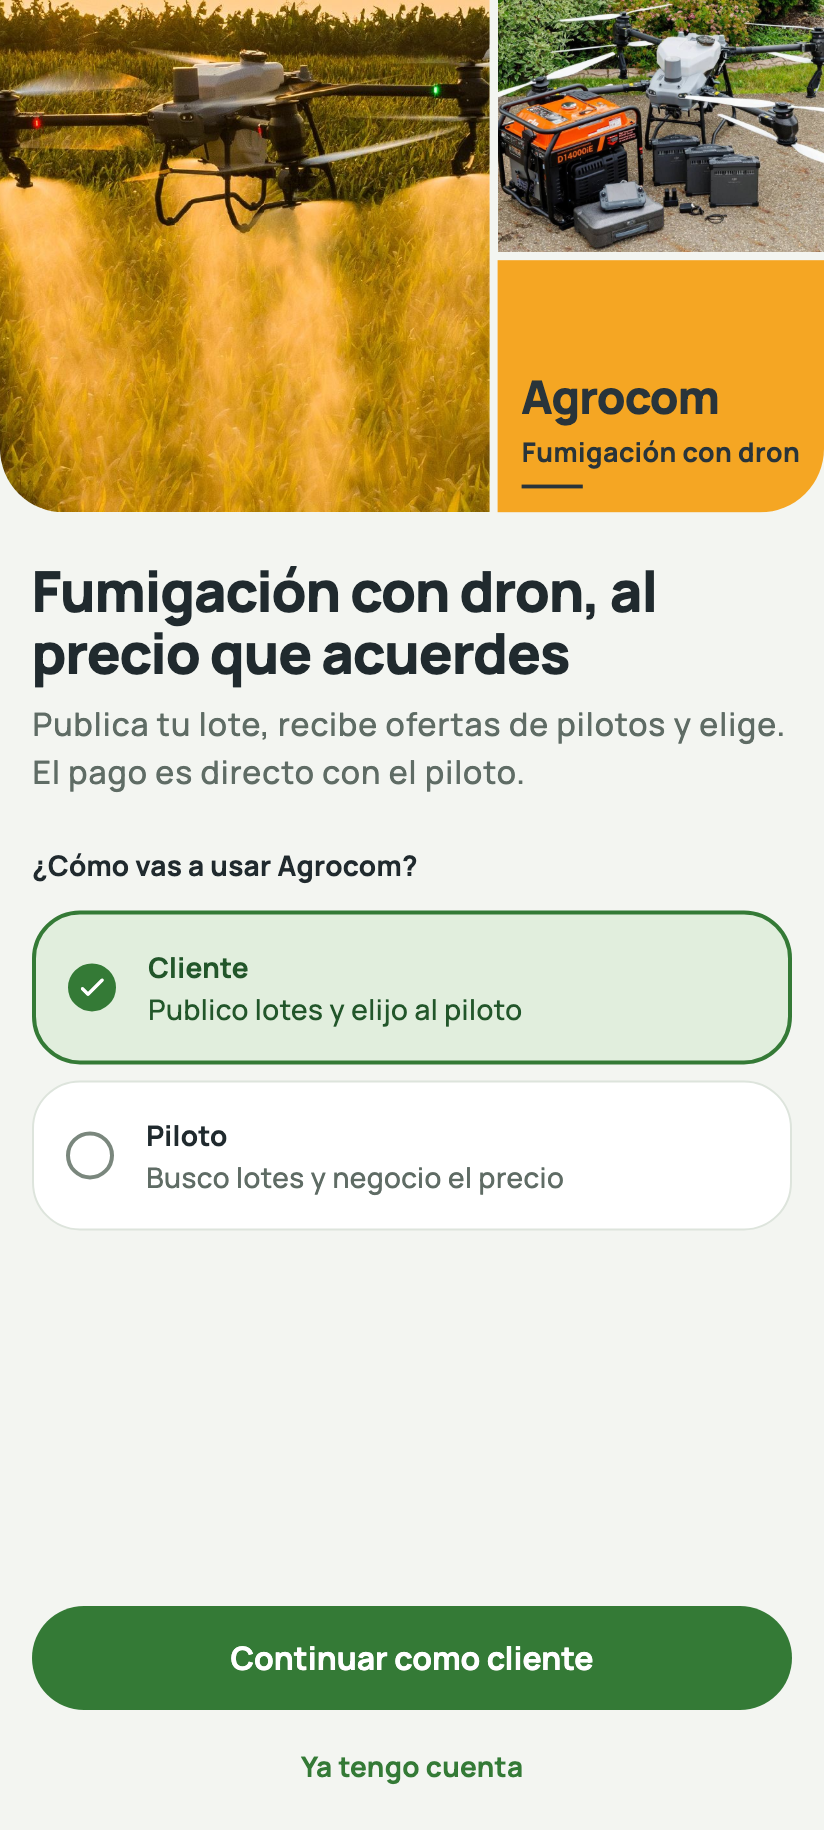 D14000iE
Agrocom
Fumigación con dron
Fumigación con dron, al
precio que acuerdes
Publica tu lote, recibe ofertas de pilotos y elige.
El pago es directo con el piloto.
¿Cómo vas a usar Agrocom?
Cliente
Publico lotes y elijo al piloto
Piloto
Busco lotes y negocio el precio
Continuar como cliente
Ya tengo cuenta